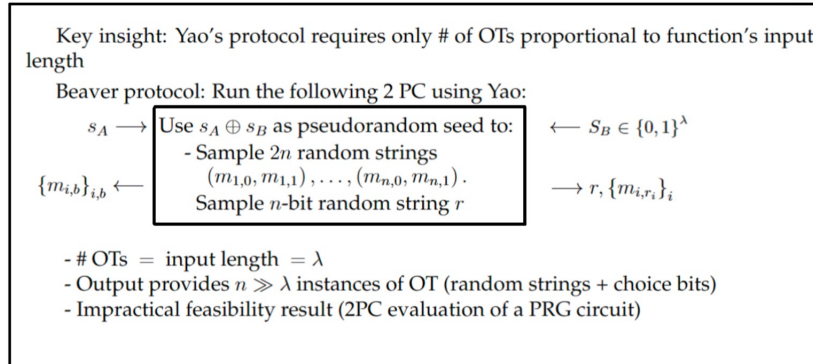 Key insight: Yao's protocol requires only # of OTs proportional to function's input
length
Beaver protocol: Run the following 2 PC using Yao:
s_A ⟶ Use s_A ⊕ s_B as pseudorandom seed to: ⟵ S_B ∈ {0,1}^λ
- Sample 2n random strings
{m_{i,b}}_{i,b} ⟵ (m_{1,0}, m_{1,1}), …, (m_{n,0}, m_{n,1}). ⟶ r, {m_{i,r_i}}_i
Sample n-bit random string r
- # OTs = input length = λ
- Output provides n ≫ λ instances of OT (random strings + choice bits)
- Impractical feasibility result (2PC evaluation of a PRG circuit)